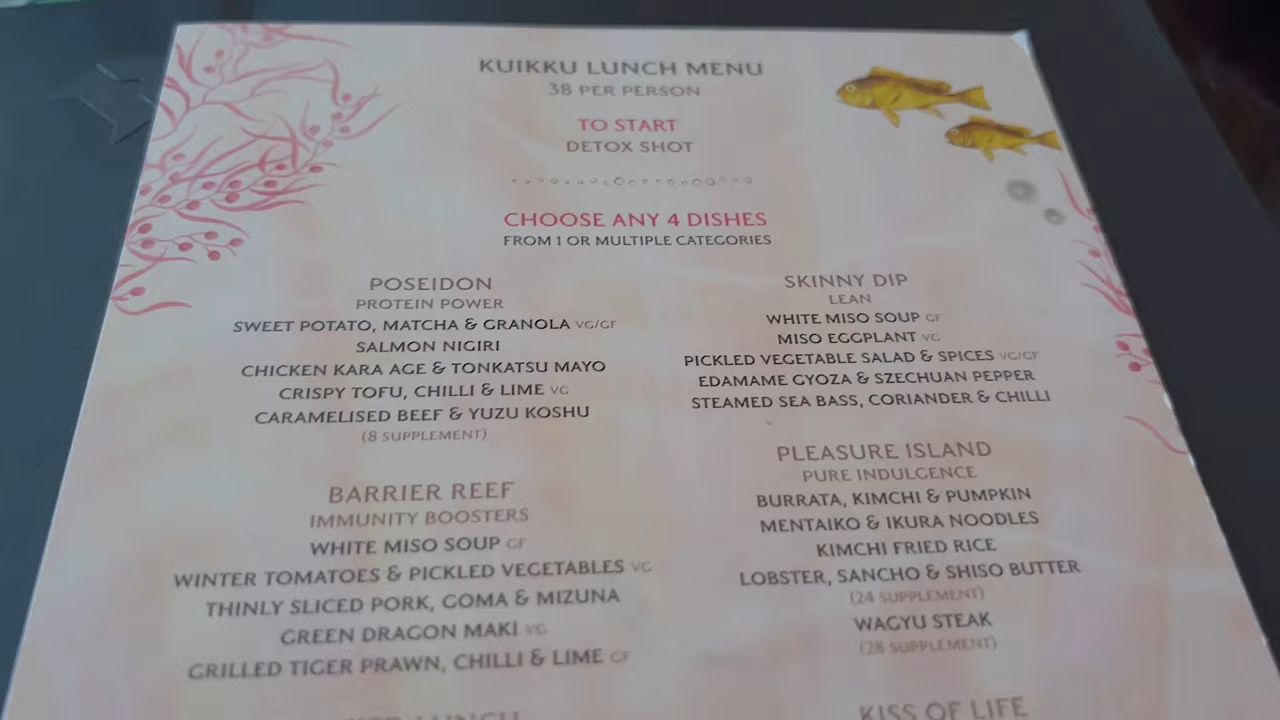 KUIKKU LUNCH MENU
38 PER PERSON
TO START
DETOX SHOT
CHOOSE ANY 4 DISHES
FROM 1 OR MULTIPLE CATEGORIES
POSEIDON
PROTEIN POWER
SWEET POTATO, MATCHA & GRANOLA VG/GF
SALMON NIGIRI
CHICKEN KARA AGE & TONKATSU MAYO
CRISPY TOFU, CHILLI & LIME VG
CARAMELISED BEEF & YUZU KOSHU
(8 SUPPLEMENT)
BARRIER REEF
IMMUNITY BOOSTERS
WHITE MISO SOUP GF
WINTER TOMATOES & PICKLED VEGETABLES VG
THINLY SLICED PORK, GOMA & MIZUNA
GREEN DRAGON MAKI VG
GRILLED TIGER PRAWN, CHILLI & LIME GF
LUNCH
SKINNY DIP
LEAN
WHITE MISO SOUP GF
MISO EGGPLANT VG
PICKLED VEGETABLE SALAD & SPICES VG/GF
EDAMAME GYOZA & SZECHUAN PEPPER
STEAMED SEA BASS, CORIANDER & CHILLI
PLEASURE ISLAND
PURE INDULGENCE
BURRATA, KIMCHI & PUMPKIN
MENTAIKO & IKURA NOODLES
KIMCHI FRIED RICE
LOBSTER, SANCHO & SHISO BUTTER
(24 SUPPLEMENT)
WAGYU STEAK
(28 SUPPLEMENT)
KISS OF LIFE